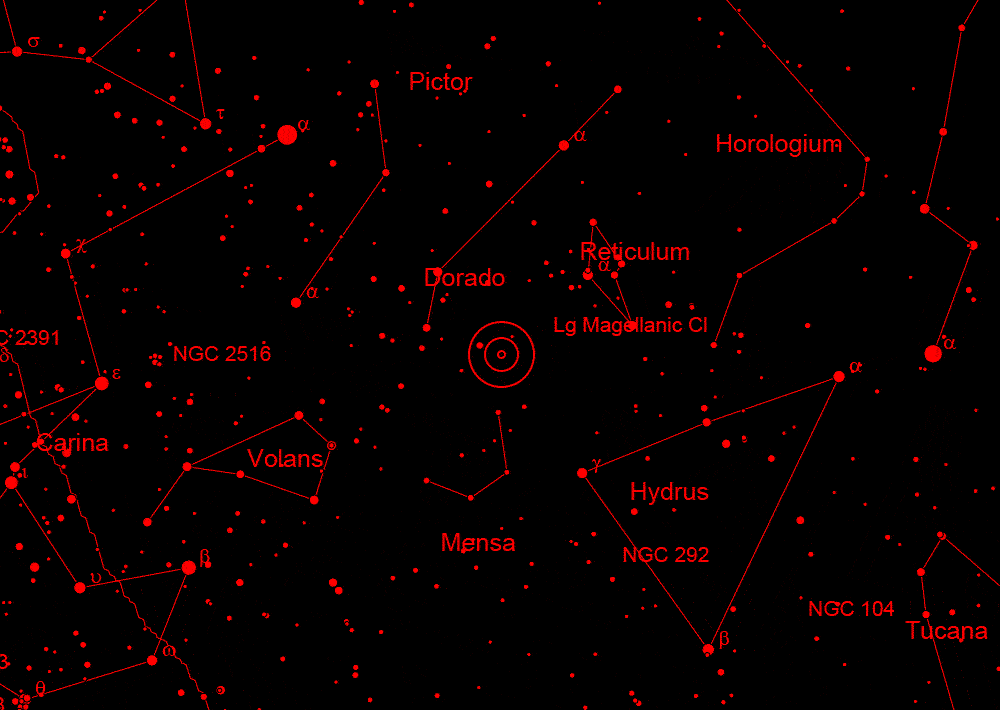 σ
Pictor
τ
α
α
Horologium
χ
Reticulum
α
Dorado
α
Lg Magellanic Cl
C 2391
α
δ
NGC 2516
ε
α
Carina
Volans
γ
ι
Hydrus
Mensa
β
NGC 292
υ
NGC 104
Tucana
β
ω
3
θ